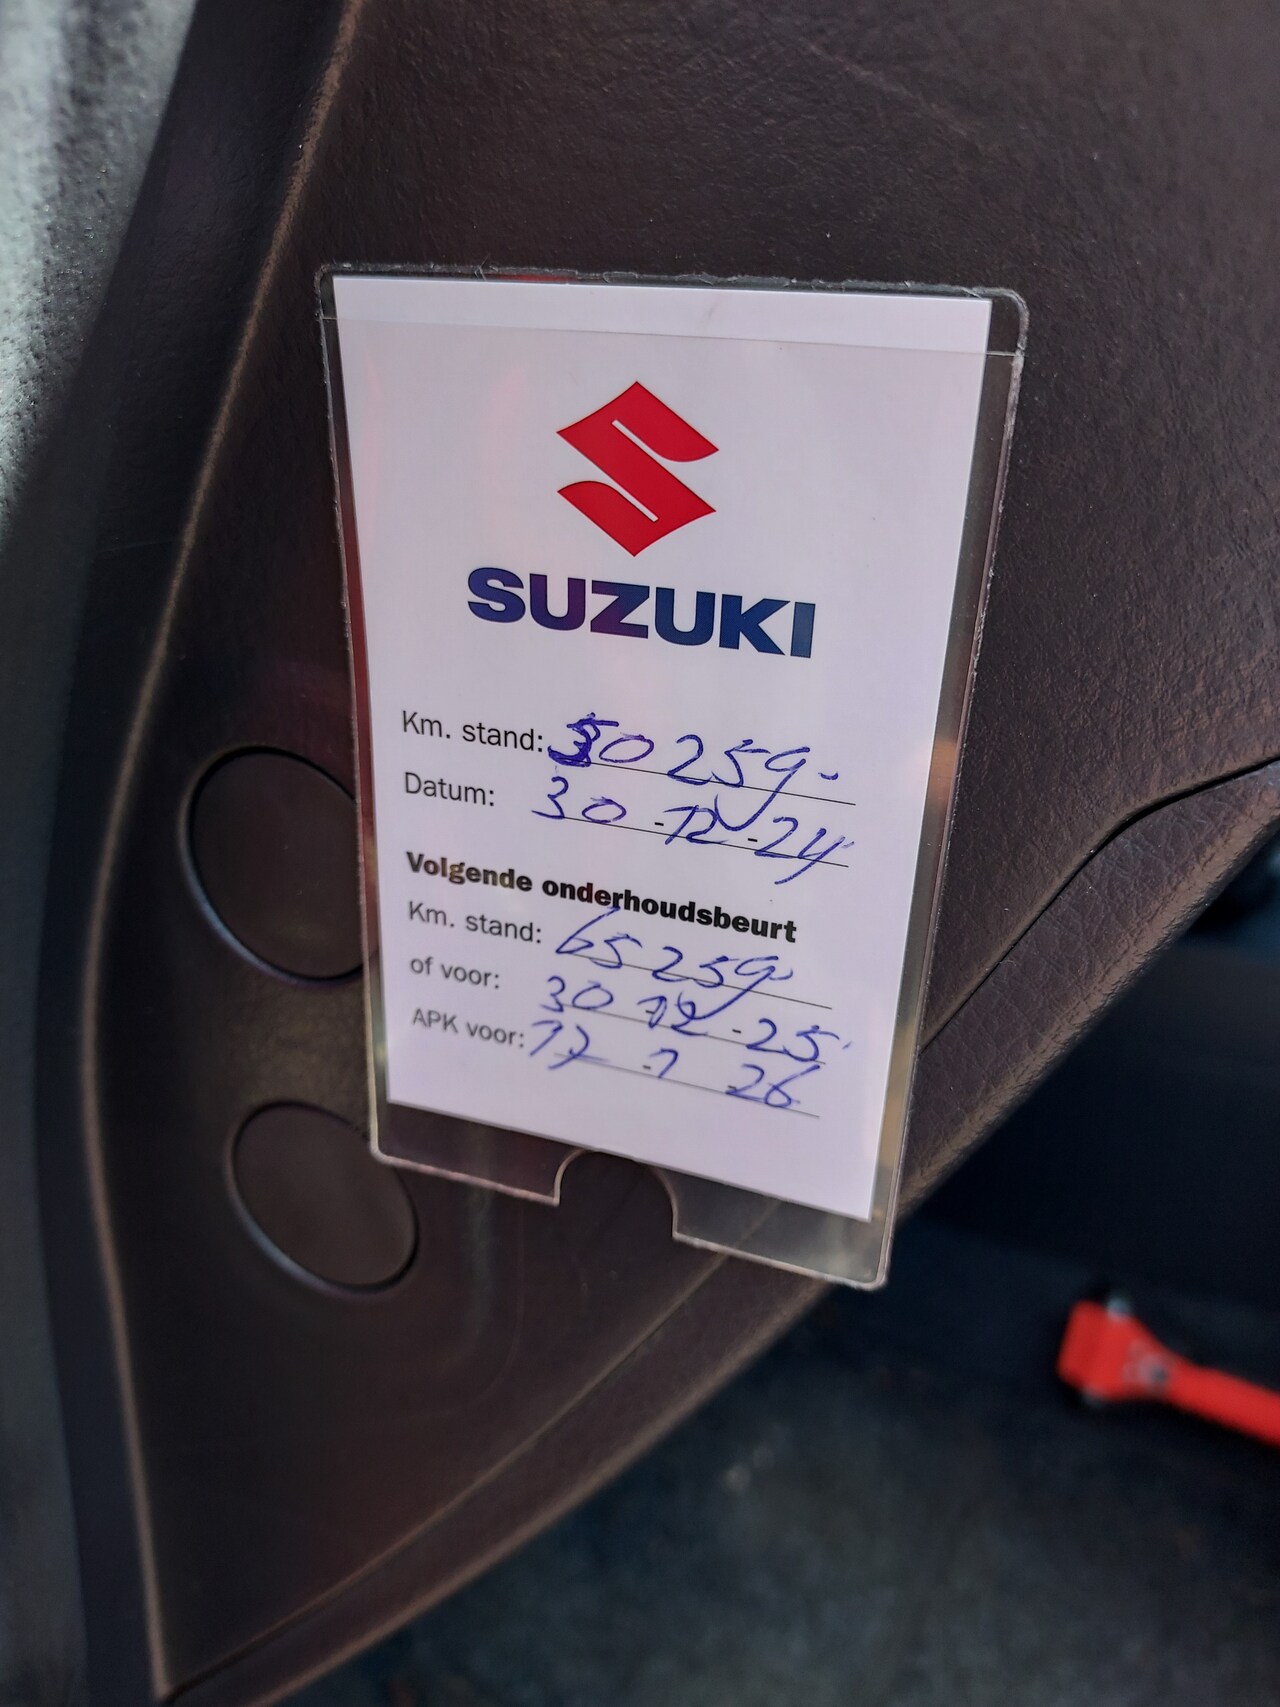 SUZUKI
Km. stand: 50259-
Datum: 30-12-24
Volgende onderhoudsbeurt
Km. stand: 65259
of voor: 30-12-25
APK voor: 17-1-26